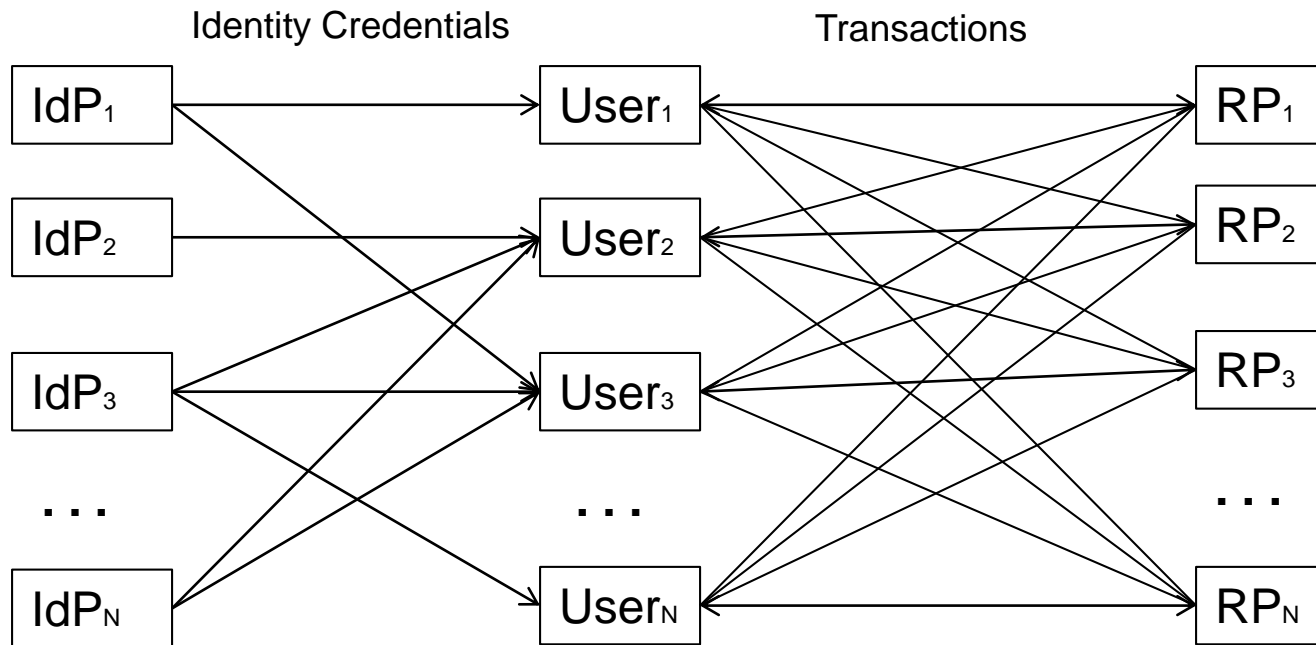 Identity Credentials
Transactions
IdP1
User1
RP1
IdP2
User2
RP2
IdP3
User3
RP3
. . .
. . .
. . .
IdPN
UserN
RPN